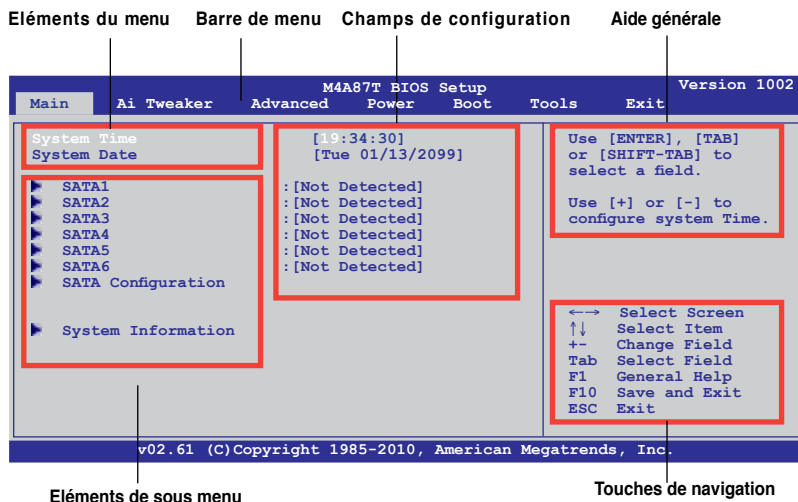 Eléments du menu Barre de menu Champs de configuration Aide générale
M4A87T BIOS Setup Version 1002
Main Ai Tweaker Advanced Power Boot Tools Exit
System Time [19:34:30]
System Date [Tue 01/13/2099]
SATA1 :[Not Detected]
SATA2 :[Not Detected]
SATA3 :[Not Detected]
SATA4 :[Not Detected]
SATA5 :[Not Detected]
SATA6 :[Not Detected]
SATA Configuration
System Information
Use [ENTER], [TAB]
or [SHIFT-TAB] to
select a field.
Use [+] or [-] to
configure system Time.
←→ Select Screen
↑↓ Select Item
+- Change Field
Tab Select Field
F1 General Help
F10 Save and Exit
ESC Exit
v02.61 (C)Copyright 1985-2010, American Megatrends, Inc.
Eléments de sous menu Touches de navigation